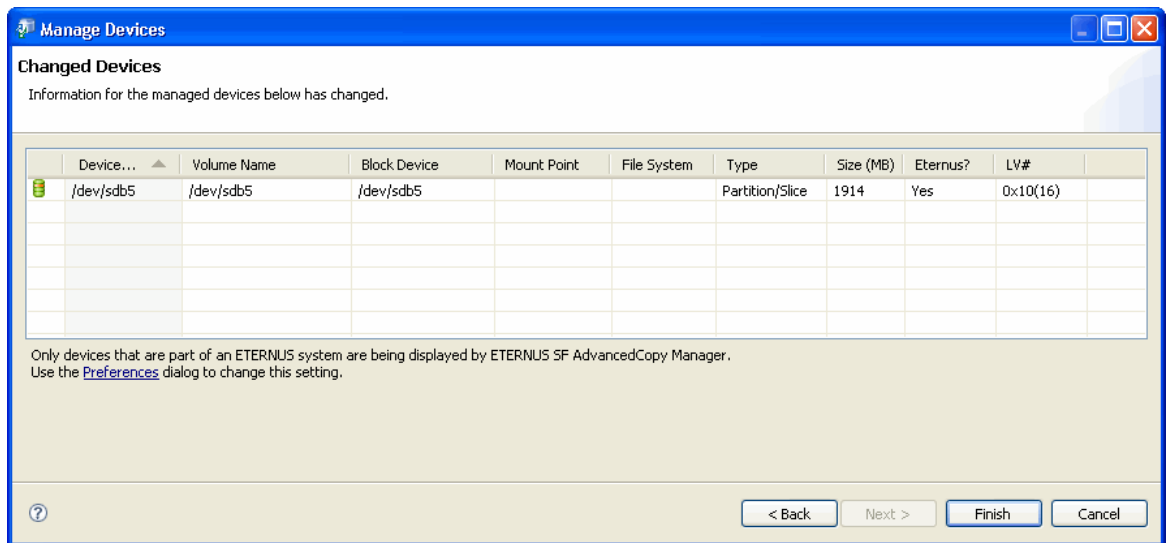 Manage Devices
Changed Devices
Information for the managed devices below has changed.
Device... Volume Name Block Device Mount Point File System Type Size (MB) Eternus? LV#
/dev/sdb5 /dev/sdb5 /dev/sdb5 Partition/Slice 1914 Yes 0x10(16)
Only devices that are part of an ETERNUS system are being displayed by ETERNUS SF AdvancedCopy Manager.
Use the Preferences dialog to change this setting.
? < Back Next > Finish Cancel